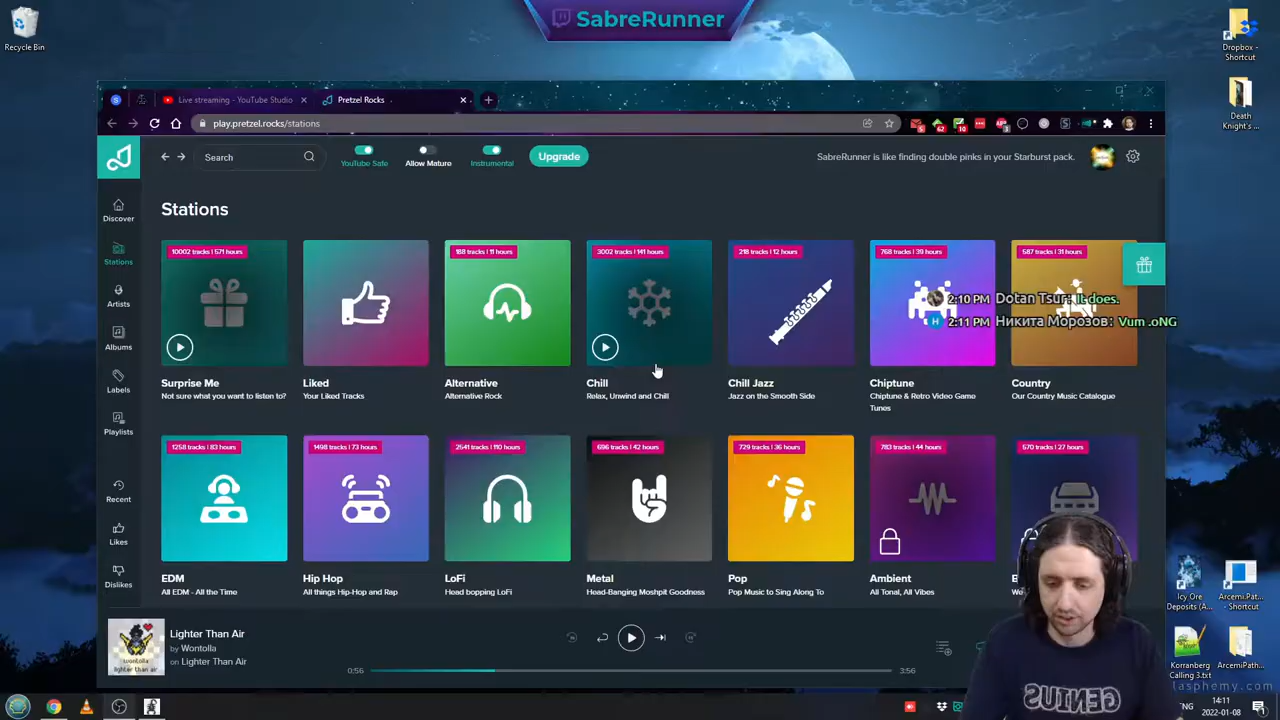 SabreRunner
Recycle Bin
Dropbox -
Shortcut
Death
Knight's ...
Live streaming - YouTube Studio
Pretzel Rocks
play.pretzel.rocks/stations
Search
YouTube Safe
Allow Mature
Instrumental
Upgrade
SabreRunner is like finding double pinks in your Starburst pack.
Discover
Stations
Artists
Albums
Labels
Playlists
Recent
Likes
Dislikes
Stations
10002 tracks | 571 hours
188 tracks | 11 hours
3002 tracks | 141 hours
218 tracks | 12 hours
768 tracks | 39 hours
587 tracks | 31 hours
2:10 PM Dotan Tsur: It does.
2:11 PM Никита Морозов: Vum .oNG
Surprise Me
Not sure what you want to listen to?
Liked
Your Liked Tracks
Alternative
Alternative Rock
Chill
Relax, Unwind and Chill
Chill Jazz
Jazz on the Smooth Side
Chiptune
Chiptune & Retro Video Game
Tunes
Country
Our Country Music Catalogue
1258 tracks | 83 hours
1498 tracks | 73 hours
2541 tracks | 110 hours
696 tracks | 42 hours
729 tracks | 36 hours
783 tracks | 44 hours
570 tracks | 27 hours
EDM
All EDM - All the Time
Hip Hop
All things Hip-Hop and Rap
LoFi
Head bopping LoFi
Metal
Head-Banging Moshpit Goodness
Pop
Pop Music to Sing Along To
Ambient
All Tonal, All Vibes
Lighter Than Air
by Wontolla
on Lighter Than Air
wontolla
lighter than air
0:56
3:56
Icy Ore
Deposits (A...
ArcemiPat...
- Shortcut
Korranberg
Calling 3.txt
ArcemiPath...
GENIUS
lasphemy.com
ENG
14:11
2022-01-08